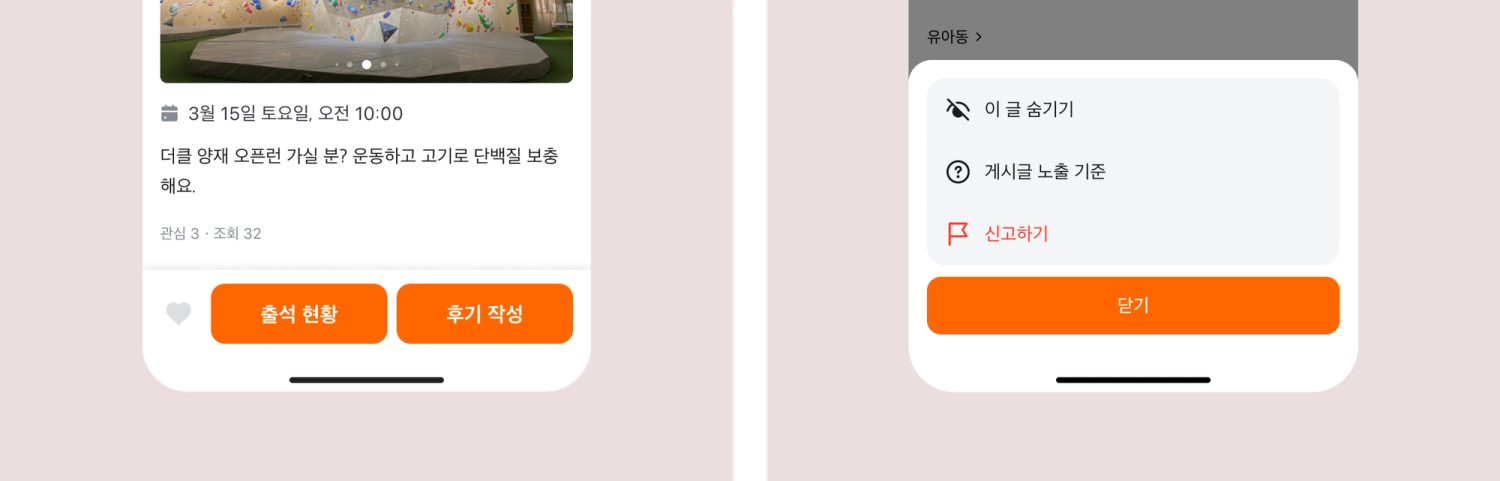 3월 15일 토요일, 오전 10:00
더클 양재 오픈런 가실 분? 운동하고 고기로 단백질 보충
해요.
관심 3 · 조회 32
출석 현황
후기 작성
유아동 >
이 글 숨기기
게시글 노출 기준
신고하기
닫기